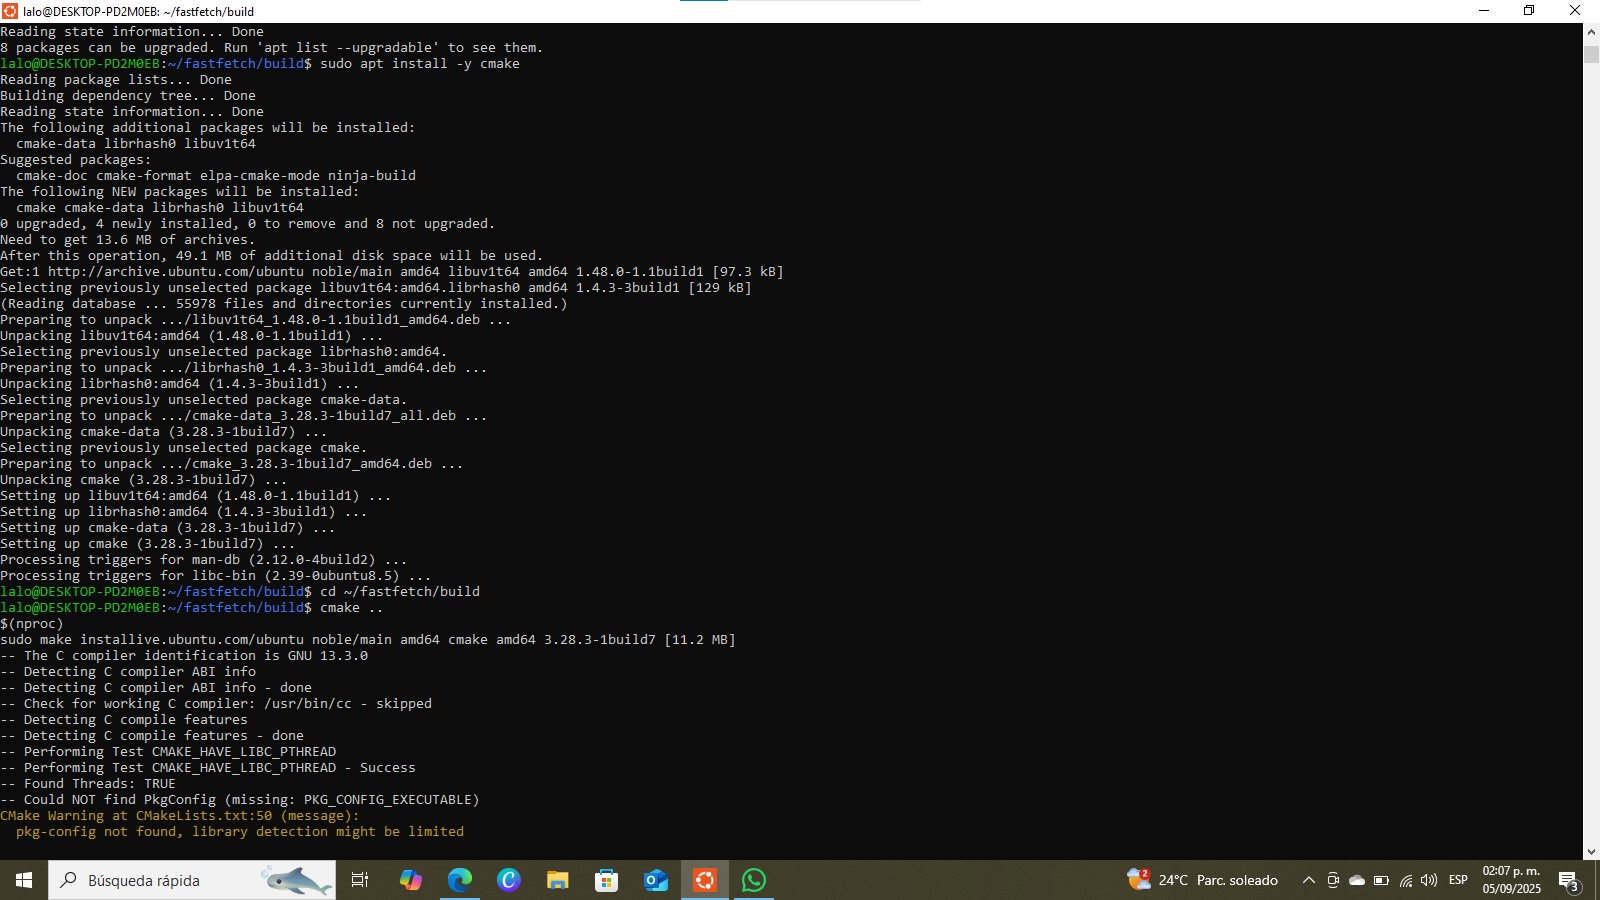 lalo@DESKTOP-PD2M0EB: ~/fastfetch/build
Reading state information... Done
8 packages can be upgraded. Run 'apt list --upgradable' to see them.
lalo@DESKTOP-PD2M0EB:~/fastfetch/build$ sudo apt install -y cmake
Reading package lists... Done
Building dependency tree... Done
Reading state information... Done
The following additional packages will be installed:
  cmake-data librhash0 libuv1t64
Suggested packages:
  cmake-doc cmake-format elpa-cmake-mode ninja-build
The following NEW packages will be installed:
  cmake cmake-data librhash0 libuv1t64
0 upgraded, 4 newly installed, 0 to remove and 8 not upgraded.
Need to get 13.6 MB of archives.
After this operation, 49.1 MB of additional disk space will be used.
Get:1 http://archive.ubuntu.com/ubuntu noble/main amd64 libuv1t64 amd64 1.48.0-1.1build1 [97.3 kB]
Selecting previously unselected package libuv1t64:amd64.librhash0 amd64 1.4.3-3build1 [129 kB]
(Reading database ... 55978 files and directories currently installed.)
Preparing to unpack .../libuv1t64_1.48.0-1.1build1_amd64.deb ...
Unpacking libuv1t64:amd64 (1.48.0-1.1build1) ...
Selecting previously unselected package librhash0:amd64.
Preparing to unpack .../librhash0_1.4.3-3build1_amd64.deb ...
Unpacking librhash0:amd64 (1.4.3-3build1) ...
Selecting previously unselected package cmake-data.
Preparing to unpack .../cmake-data_3.28.3-1build7_all.deb ...
Unpacking cmake-data (3.28.3-1build7) ...
Selecting previously unselected package cmake.
Preparing to unpack .../cmake_3.28.3-1build7_amd64.deb ...
Unpacking cmake (3.28.3-1build7) ...
Setting up libuv1t64:amd64 (1.48.0-1.1build1) ...
Setting up librhash0:amd64 (1.4.3-3build1) ...
Setting up cmake-data (3.28.3-1build7) ...
Setting up cmake (3.28.3-1build7) ...
Processing triggers for man-db (2.12.0-4build2) ...
Processing triggers for libc-bin (2.39-0ubuntu8.5) ...
lalo@DESKTOP-PD2M0EB:~/fastfetch/build$ cd ~/fastfetch/build
lalo@DESKTOP-PD2M0EB:~/fastfetch/build$ cmake ..
$(nproc)
sudo make installive.ubuntu.com/ubuntu noble/main amd64 cmake amd64 3.28.3-1build7 [11.2 MB]
-- The C compiler identification is GNU 13.3.0
-- Detecting C compiler ABI info
-- Detecting C compiler ABI info - done
-- Check for working C compiler: /usr/bin/cc - skipped
-- Detecting C compile features
-- Detecting C compile features - done
-- Performing Test CMAKE_HAVE_LIBC_PTHREAD
-- Performing Test CMAKE_HAVE_LIBC_PTHREAD - Success
-- Found Threads: TRUE
-- Could NOT find PkgConfig (missing: PKG_CONFIG_EXECUTABLE)
CMake Warning at CMakeLists.txt:50 (message):
  pkg-config not found, library detection might be limited
Búsqueda rápida
2
24°C Parc. soleado
ESP
02:07 p. m.
05/09/2025
3